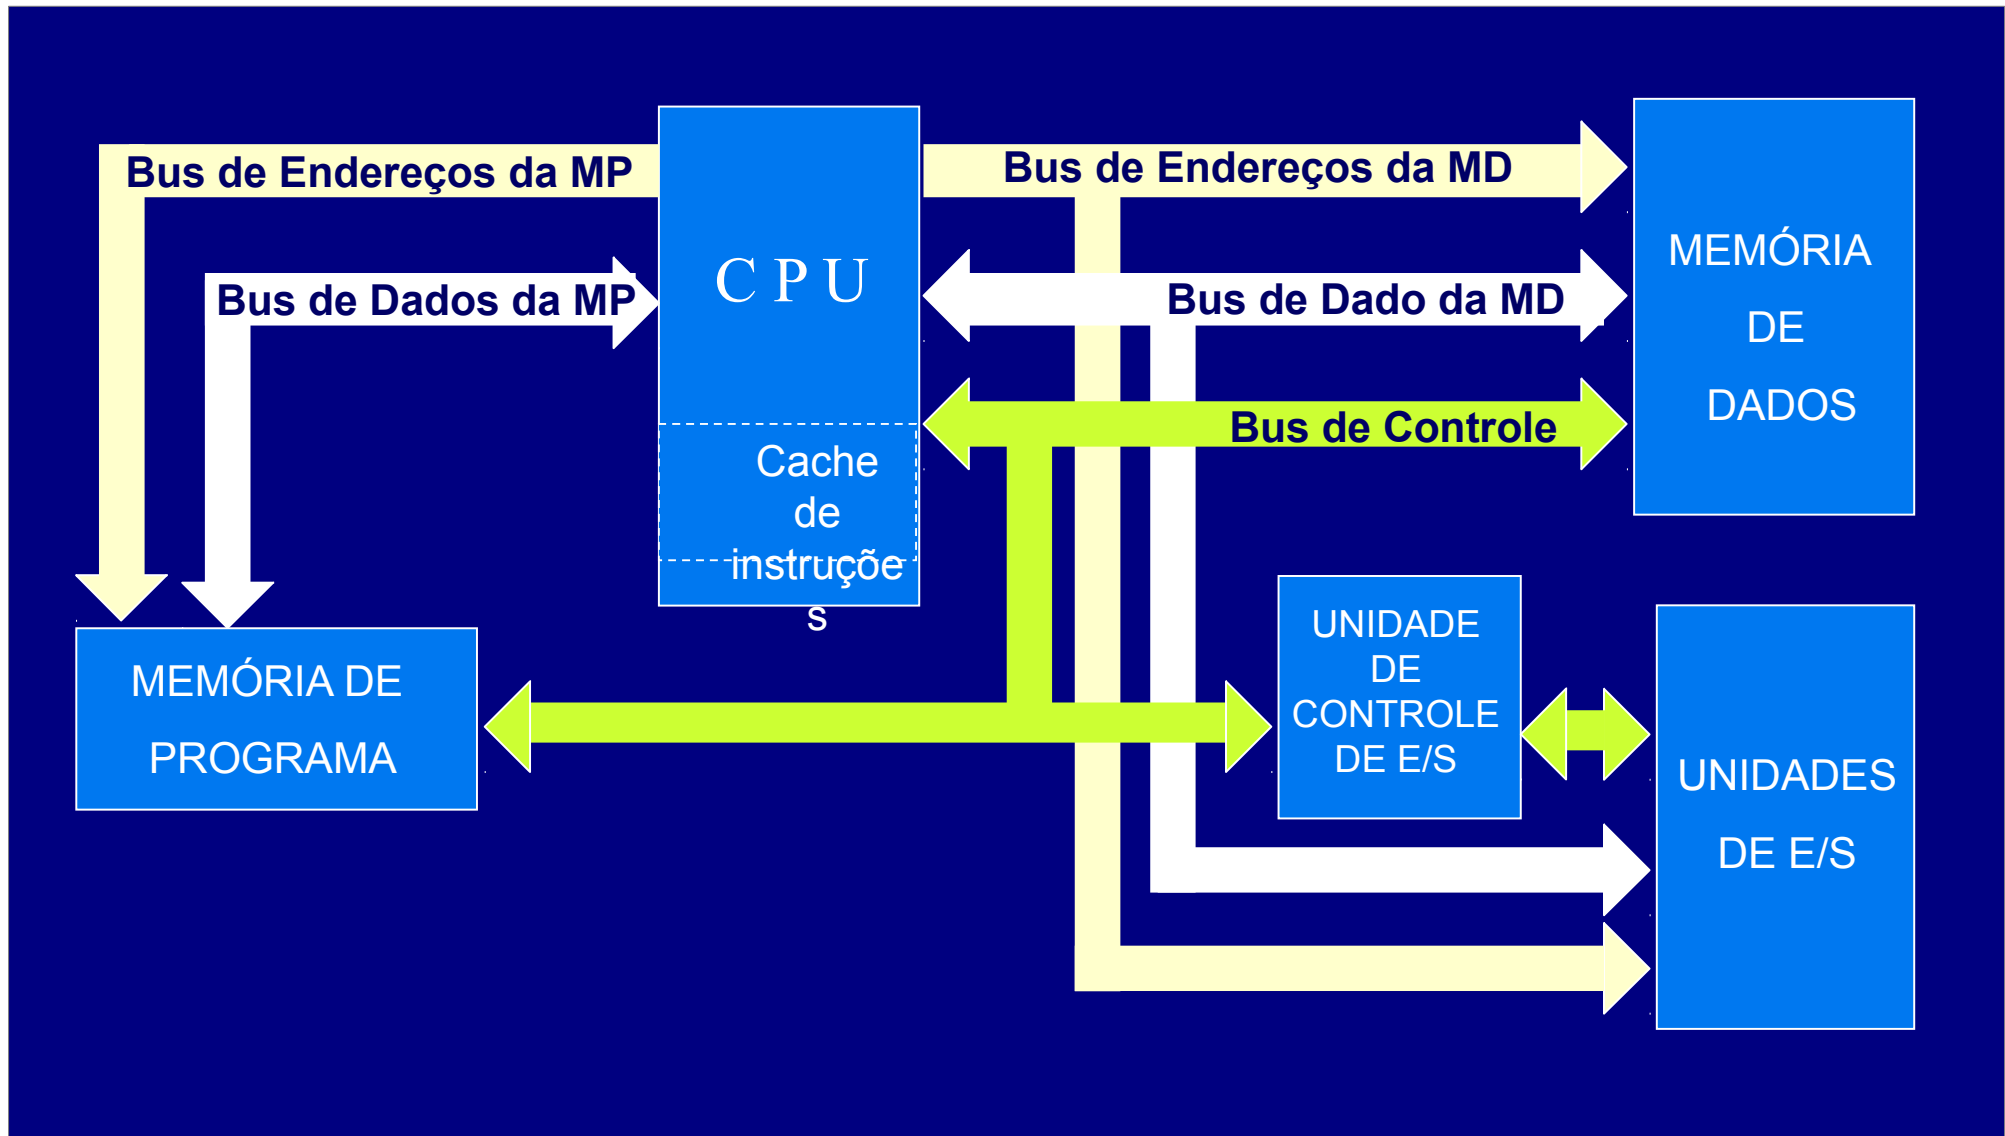 Bus de Endereços da MP
Bus de Endereços da MD
C P U
Bus de Dados da MP
Bus de Dado da MD
MEMÓRIA
DE
DADOS
Bus de Controle
Cache
de
instruçõe
s
MEMÓRIA DE
PROGRAMA
UNIDADE
DE
CONTROLE
DE E/S
UNIDADES
DE E/S